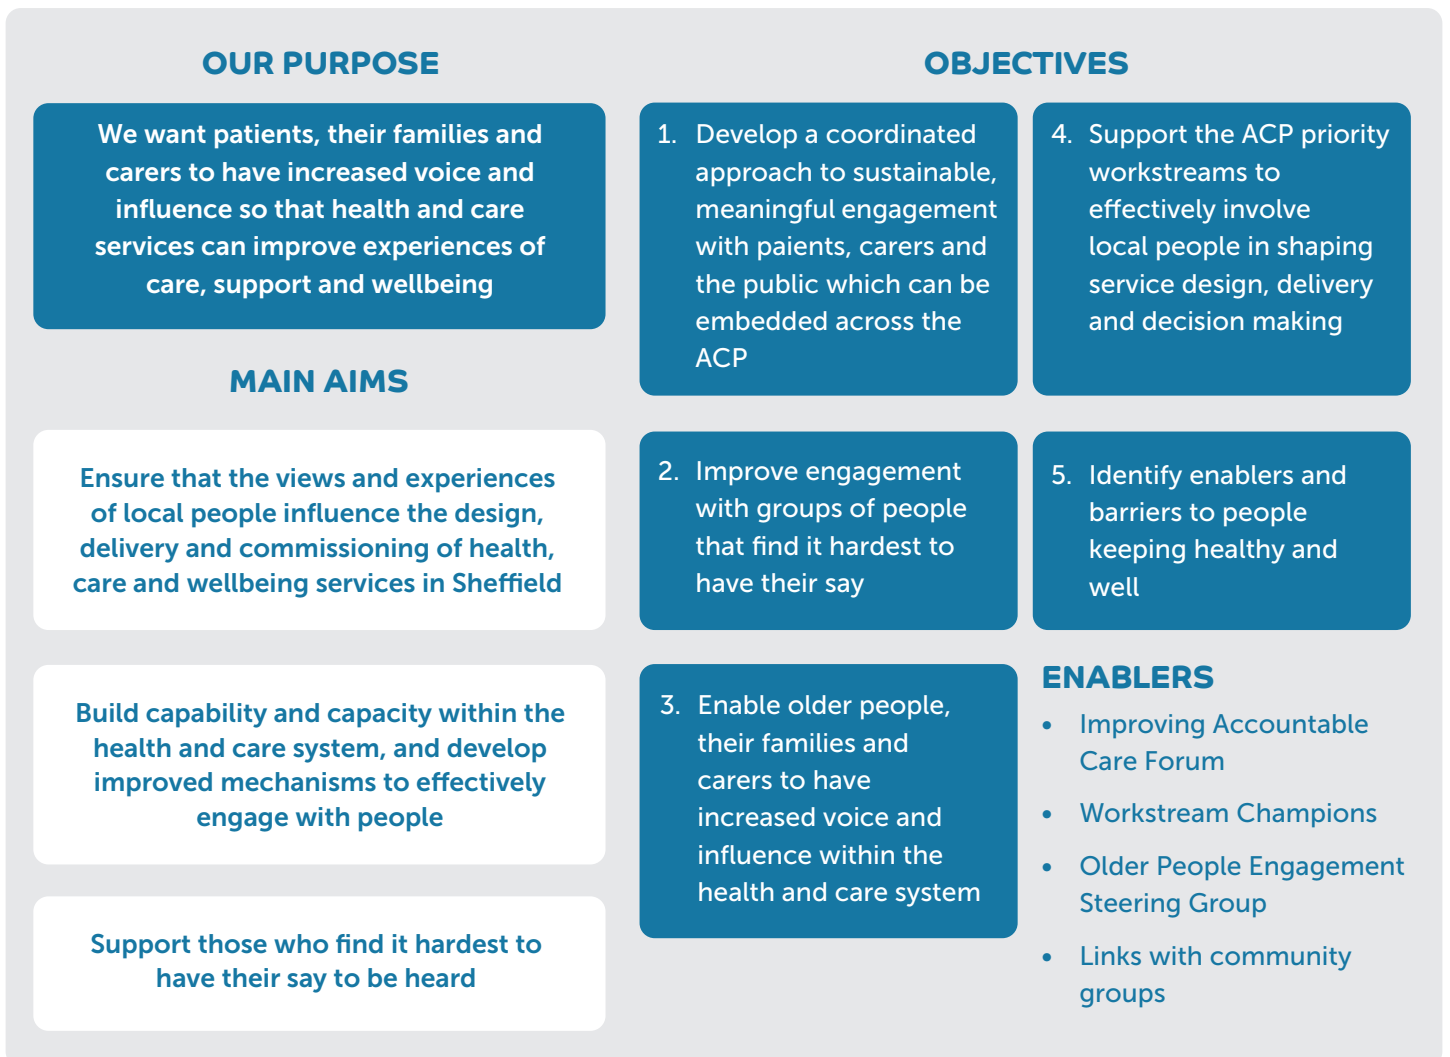 OUR PURPOSE
We want patients, their families and
carers to have increased voice and
influence so that health and care
services can improve experiences of
care, support and wellbeing
MAIN AIMS
Ensure that the views and experiences
of local people influence the design,
delivery and commissioning of health,
care and wellbeing services in Sheffield
Build capability and capacity within the
health and care system, and develop
improved mechanisms to effectively
engage with people
Support those who find it hardest to
have their say to be heard
OBJECTIVES
1. Develop a coordinated
approach to sustainable,
meaningful engagement
with paients, carers and
the public which can be
embedded across the
ACP
2. Improve engagement
with groups of people
that find it hardest to
have their say
3. Enable older people,
their families and
carers to have
increased voice and
influence within the
health and care system
4. Support the ACP priority
workstreams to
effectively involve
local people in shaping
service design, delivery
and decision making
5. Identify enablers and
barriers to people
keeping healthy and
well
ENABLERS
• Improving Accountable
Care Forum
• Workstream Champions
• Older People Engagement
Steering Group
• Links with community
groups